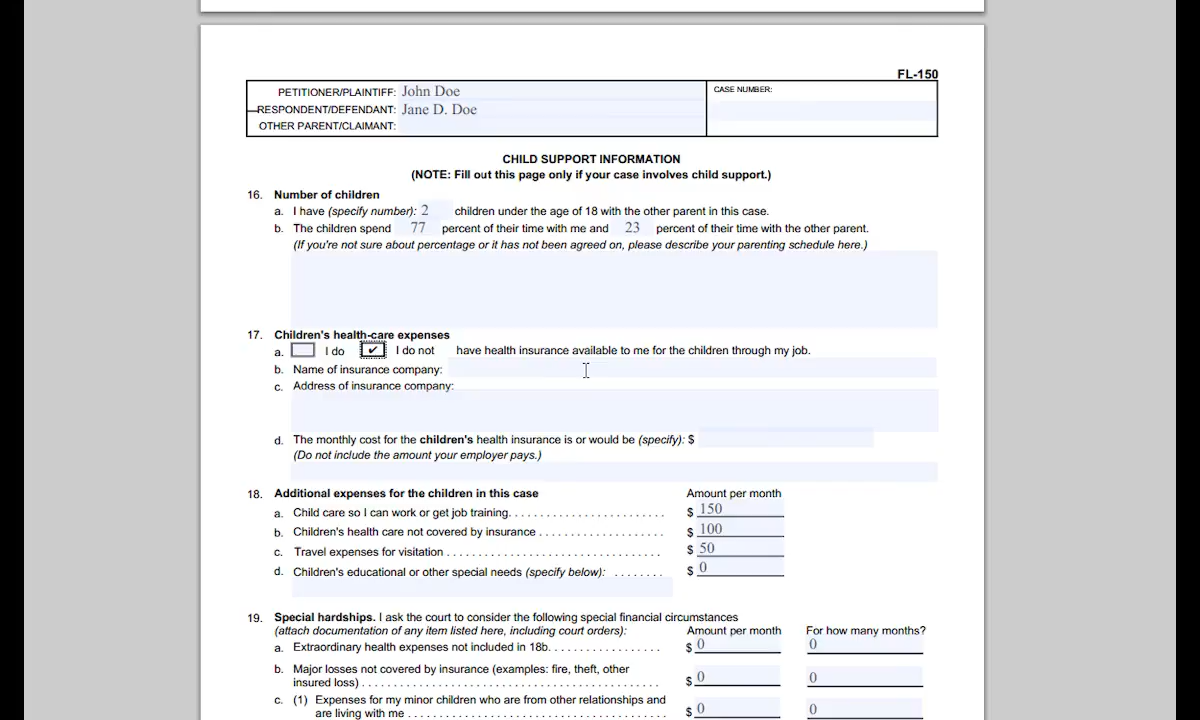 FL-150
PETITIONER/PLAINTIFF: John Doe
RESPONDENT/DEFENDANT: Jane D. Doe
OTHER PARENT/CLAIMANT:
CASE NUMBER:
CHILD SUPPORT INFORMATION
(NOTE: Fill out this page only if your case involves child support.)
16. Number of children
a. I have (specify number): 2 children under the age of 18 with the other parent in this case.
b. The children spend 77 percent of their time with me and 23 percent of their time with the other parent.
(If you're not sure about percentage or it has not been agreed on, please describe your parenting schedule here.)
17. Children's health-care expenses
a. I do ✔ I do not have health insurance available to me for the children through my job.
b. Name of insurance company:
c. Address of insurance company:
d. The monthly cost for the children's health insurance is or would be (specify): $
(Do not include the amount your employer pays.)
18. Additional expenses for the children in this case Amount per month
a. Child care so I can work or get job training. . . . . . . . . . . . . . . . . . . . . . . . . . $ 150
b. Children's health care not covered by insurance . . . . . . . . . . . . . . . . . . . . . $ 100
c. Travel expenses for visitation . . . . . . . . . . . . . . . . . . . . . . . . . . . . . . . . . . . . $ 50
d. Children's educational or other special needs (specify below): . . . . . . . . $ 0
19. Special hardships. I ask the court to consider the following special financial circumstances
(attach documentation of any item listed here, including court orders): Amount per month For how many months?
a. Extraordinary health expenses not included in 18b. . . . . . . . . . . . . . . . . . . $ 0 0
b. Major losses not covered by insurance (examples: fire, theft, other
insured loss) . . . . . . . . . . . . . . . . . . . . . . . . . . . . . . . . . . . . . . . . . . . . . . . . . $ 0 0
c. (1) Expenses for my minor children who are from other relationships and
are living with me . . . . . . . . . . . . . . . . . . . . . . . . . . . . . . . . . . . . . . . . . $ 0 0